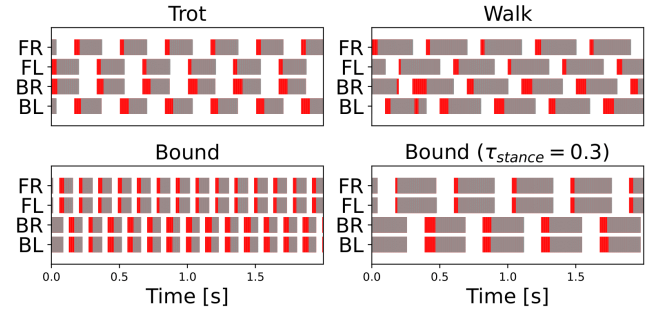 Trot
Walk
FR
FL
BR
BL
FR
FL
BR
BL
Bound
Bound (τstance = 0.3)
FR
FL
BR
BL
FR
FL
BR
BL
0.0 0.5 1.0 1.5
0.0 0.5 1.0 1.5
Time [s]
Time [s]